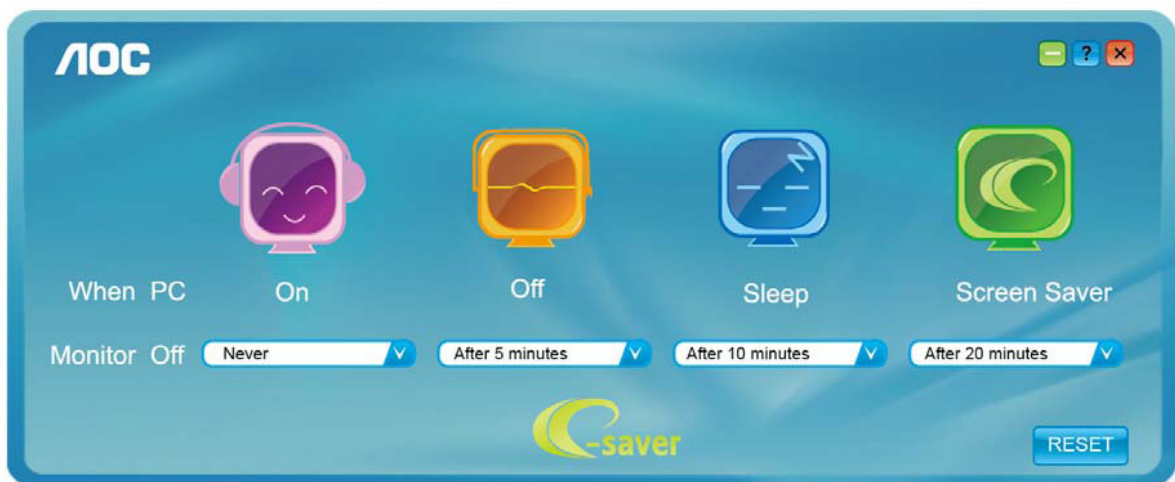 AOC
?
When PC On Off Sleep Screen Saver
Monitor Off Never After 5 minutes After 10 minutes After 20 minutes
e-saver
RESET